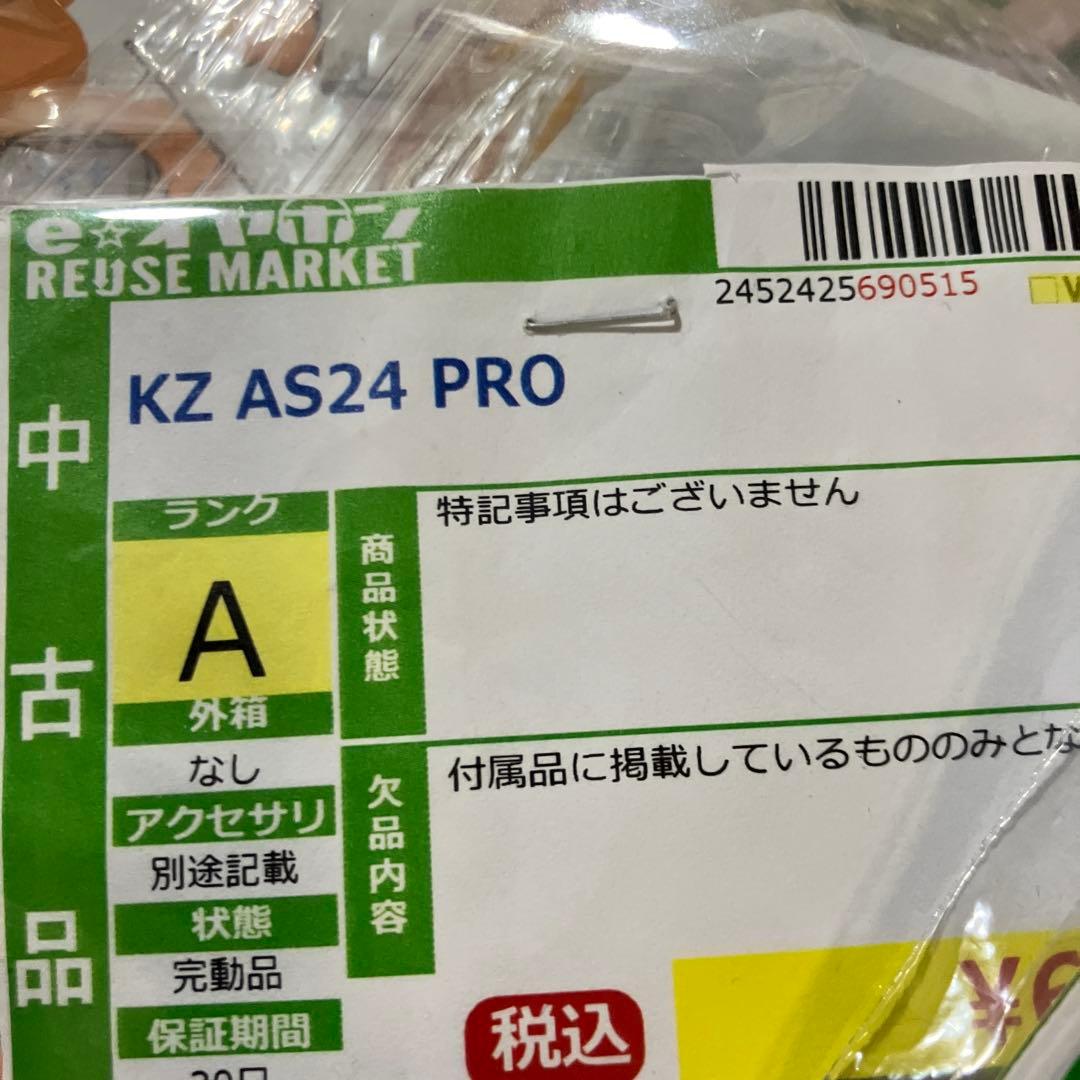 e☆イヤホン
REUSE MARKET
2452425690515
KZ AS24 PRO
中古品
ランク
A
外箱
なし
アクセサリ
別途記載
状態
完動品
保証期間
商品状態
特記事項はございません
欠品内容
付属品に掲載しているもののみとな
税込
¥6